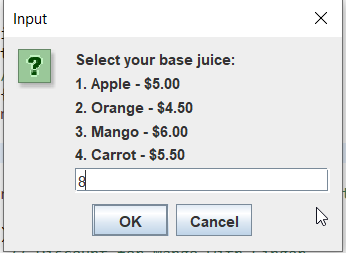 Input
Select your base juice:
1. Apple - $5.00
2. Orange - $4.50
3. Mango - $6.00
4. Carrot - $5.50
8
OK
Cancel